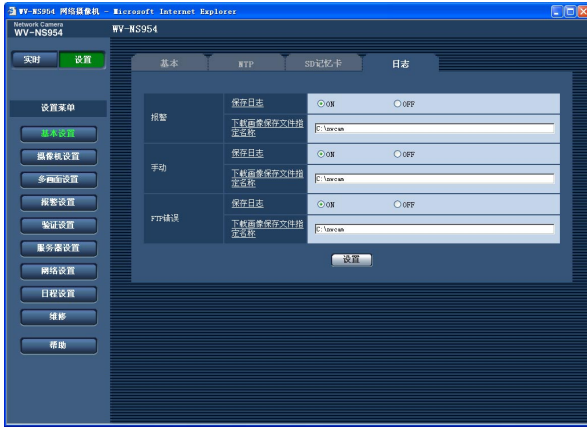 WV-NS954 网络摄像机 - Microsoft Internet Explorer
Network Camera
WV-NS954
WV-NS954
实时
设置
基本
NTP
SD记忆卡
日志
设置菜单
基本设置
摄像机设置
多画面设置
报警设置
验证设置
服务器设置
网络设置
日程设置
维修
帮助
报警
保存日志
ON
OFF
下载画像保存文件指
定名称
C:\nwcam
手动
保存日志
ON
OFF
下载画像保存文件指
定名称
C:\nwcam
FTP错误
保存日志
ON
OFF
下载画像保存文件指
定名称
C:\nwcam
设置